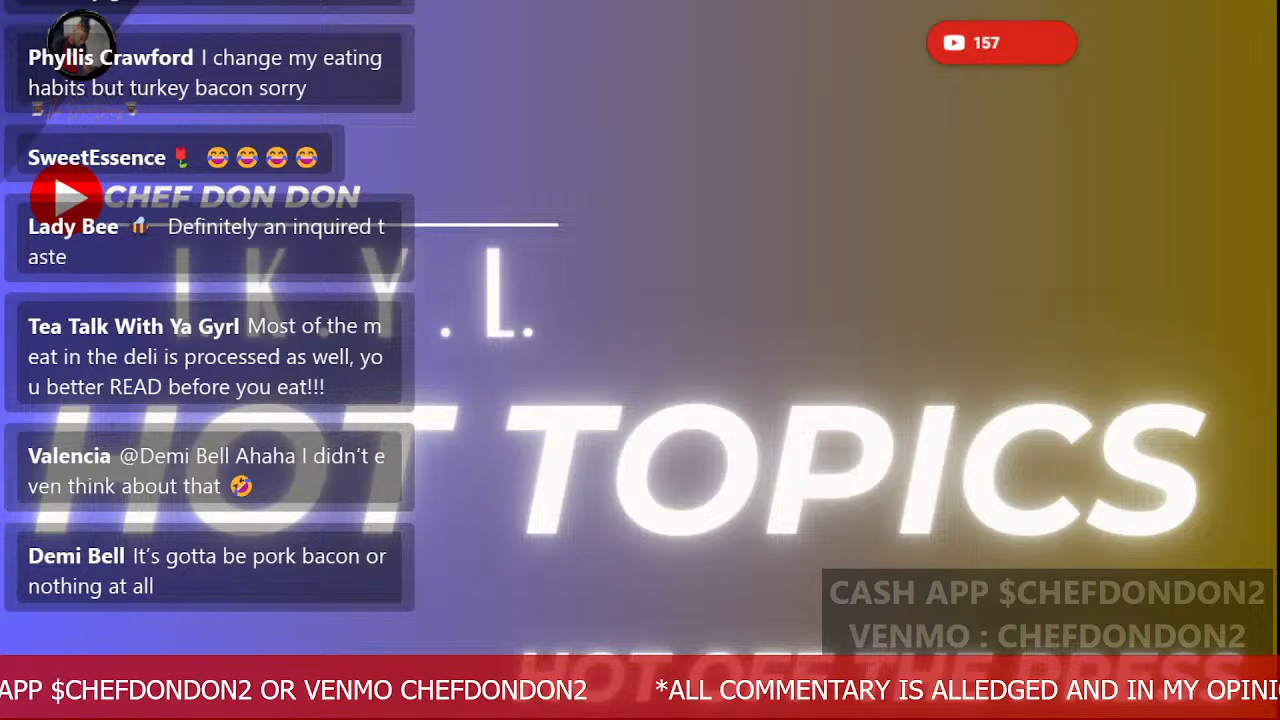 Phyllis Crawford I change my eating
habits but turkey bacon sorry
SweetEssence🌹 😂 😂 😂 😂
CHEF DON DON
Lady Bee Definitely an inquired t
aste
I.K.Y.L.
Tea Talk With Ya Gyrl Most of the m
eat in the deli is processed as well, yo
u better READ before you eat!!!
HOT TOPICS
Valencia @Demi Bell Ahaha I didn't e
ven think about that 🤣
Demi Bell It's gotta be pork bacon or
nothing at all
157
CASH APP $CHEFDONDON2
VENMO : CHEFDONDON2
HOT OFF THE PRESS
APP $CHEFDONDON2 OR VENMO CHEFDONDON2 *ALL COMMENTARY IS ALLEDGED AND IN MY OPINI